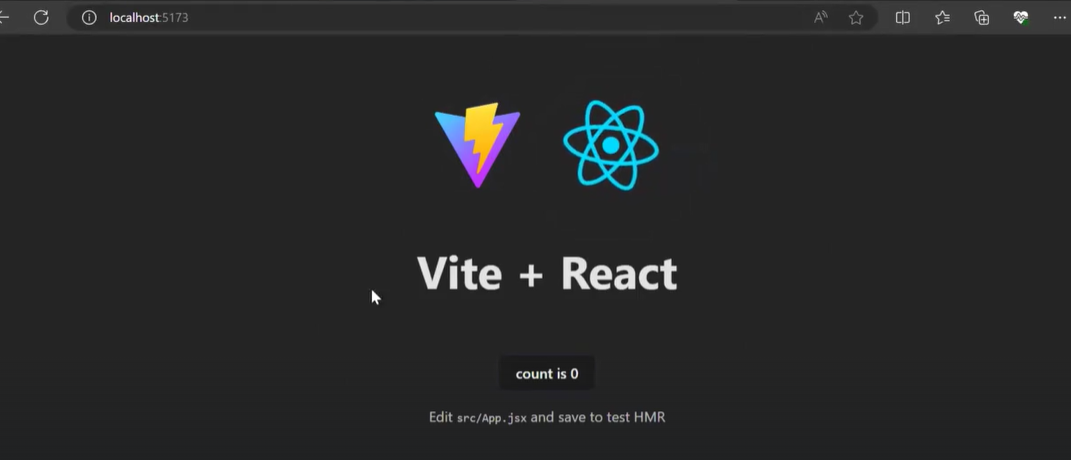 localhost:5173
Vite + React
count is 0
Edit src/App.jsx and save to test HMR